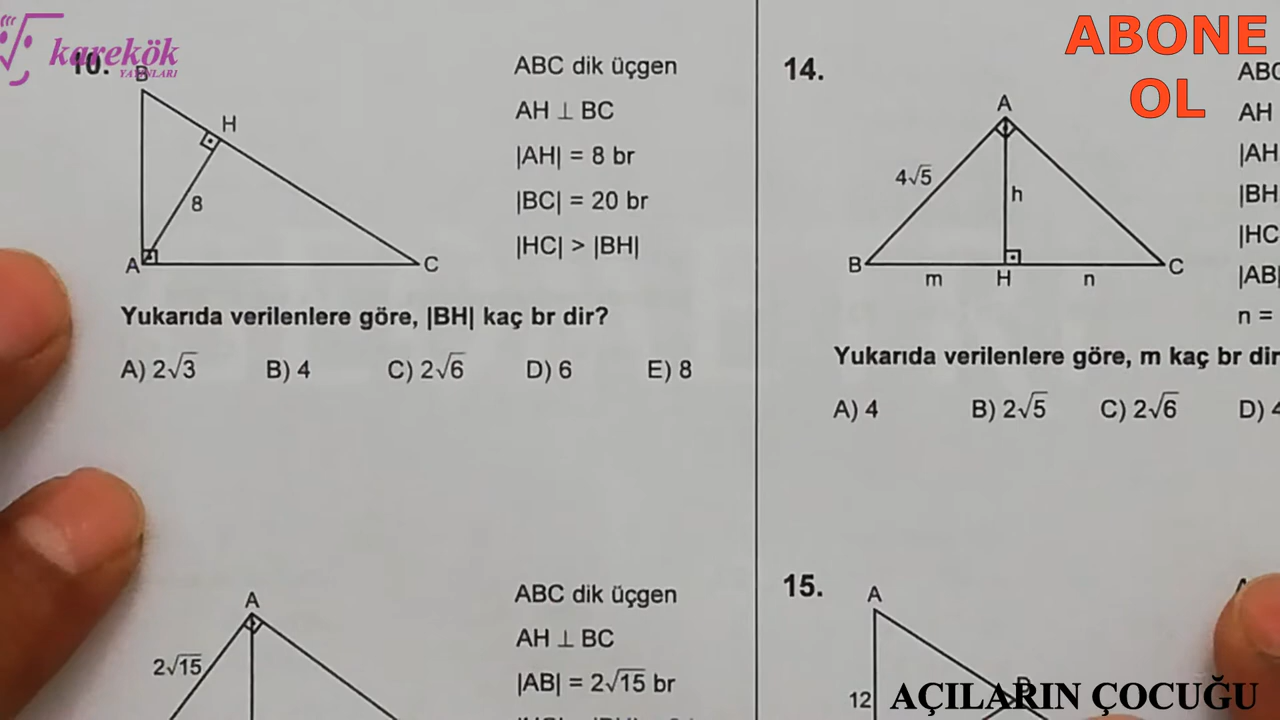 karekök
YAYINLARI
10.
B
H
8
A
C
ABC dik üçgen
AH ⊥ BC
|AH| = 8 br
|BC| = 20 br
|HC| > |BH|
Yukarıda verilenlere göre, |BH| kaç br dir?
A) 2√3 B) 4 C) 2√6 D) 6 E) 8
A
2√15
ABC dik üçgen
AH ⊥ BC
|AB| = 2√15 br
ABONE
OL
14.
A
4√5
h
B
m
H
n
C
ABC
AH
|AH
|BH
|HC
|AB|
n =
Yukarıda verilenlere göre, m kaç br dir
A) 4 B) 2√5 C) 2√6 D) 4
15.
A
12
AÇILARIN ÇOCUĞU